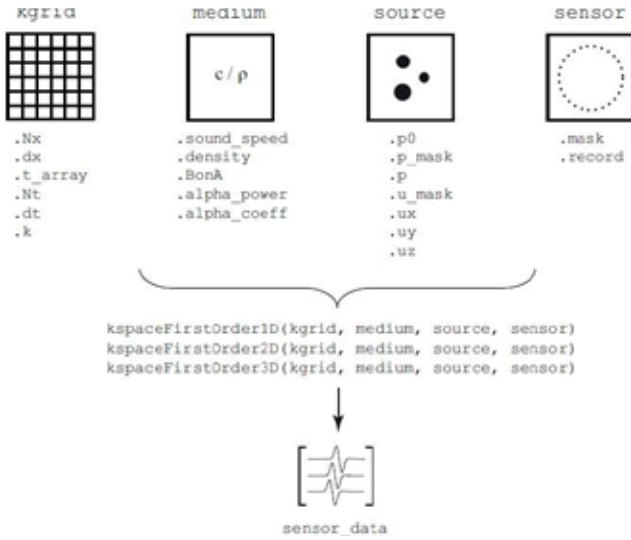 kgrid
medium
source
sensor
c / ρ
.Nx
.dx
.t_array
.Nt
.dt
.k
.sound_speed
.density
.BonA
.alpha_power
.alpha_coeff
.p0
.p_mask
.p
.u_mask
.ux
.uy
.uz
.mask
.record
kspaceFirstOrder1D(kgrid, medium, source, sensor)
kspaceFirstOrder2D(kgrid, medium, source, sensor)
kspaceFirstOrder3D(kgrid, medium, source, sensor)
sensor_data